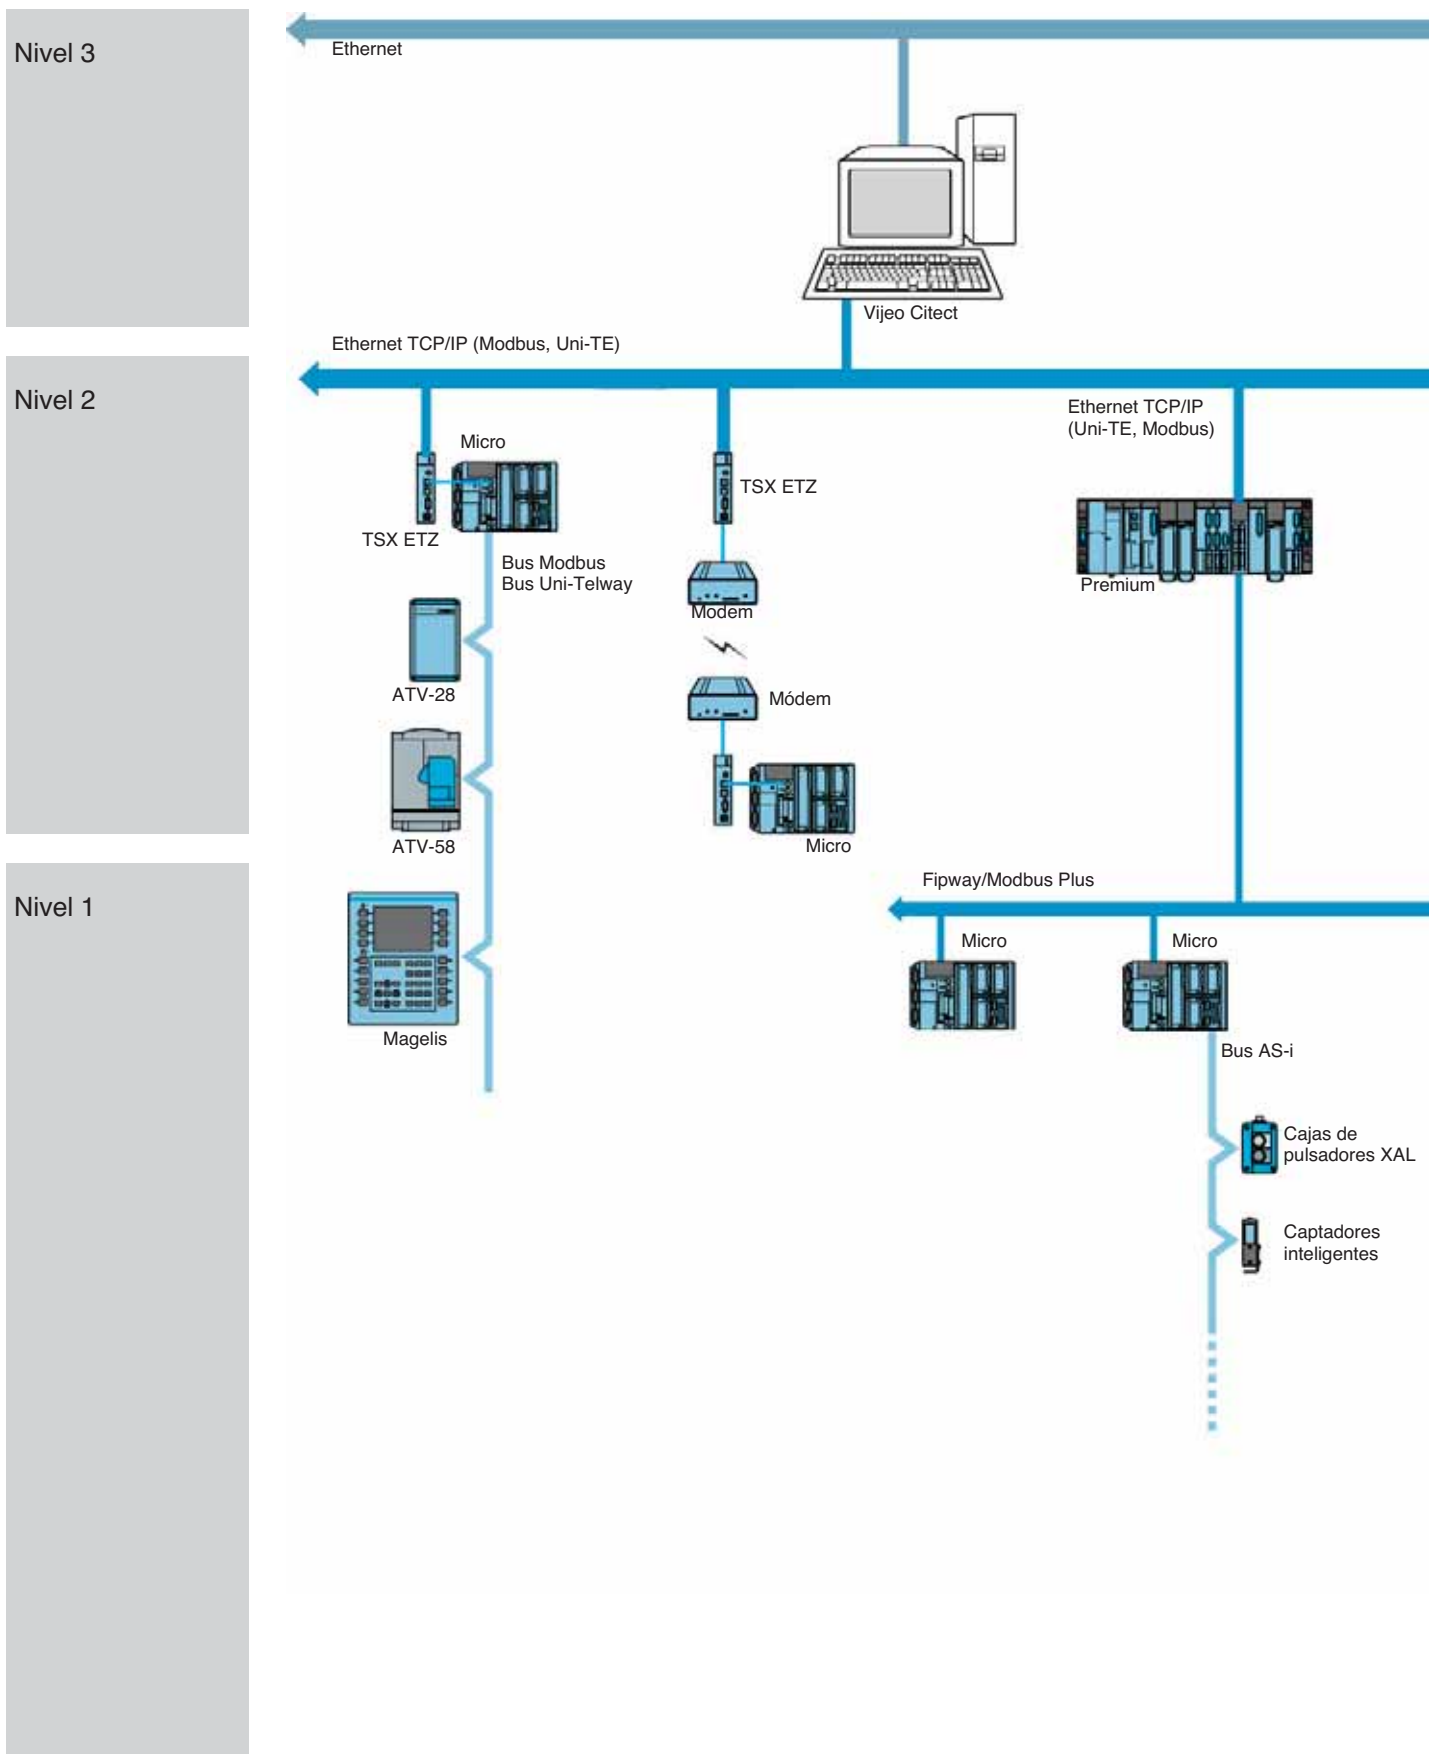 Nivel 3
Ethernet
Vijeo Citect
Ethernet TCP/IP (Modbus, Uni-TE)
Nivel 2
Ethernet TCP/IP
(Uni-TE, Modbus)
Micro
TSX ETZ
TSX ETZ
Bus Modbus
Bus Uni-Telway
Premium
Modem
ATV-28
Módem
ATV-58
Micro
Nivel 1
Fipway/Modbus Plus
Micro
Micro
Magelis
Bus AS-i
Cajas de
pulsadores XAL
Captadores
inteligentes